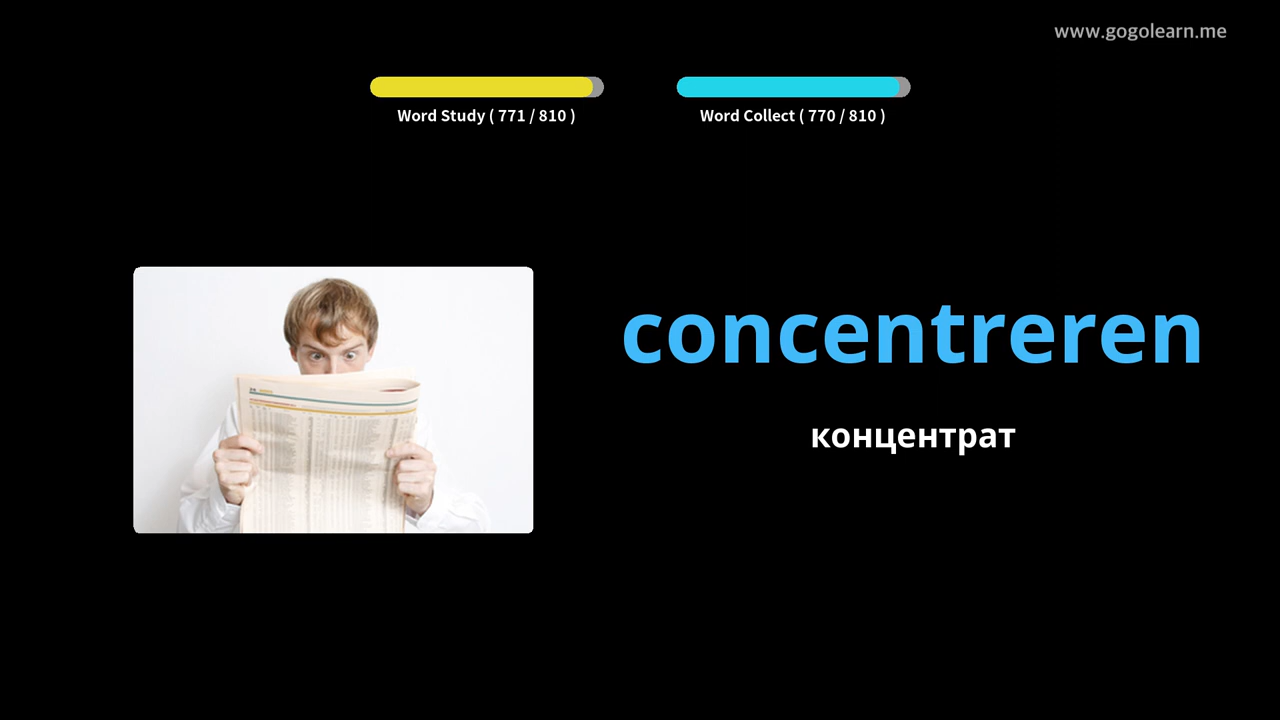 www.gogolearn.me
Word Study ( 771 / 810 )
Word Collect ( 770 / 810 )
concentreren
концентрат